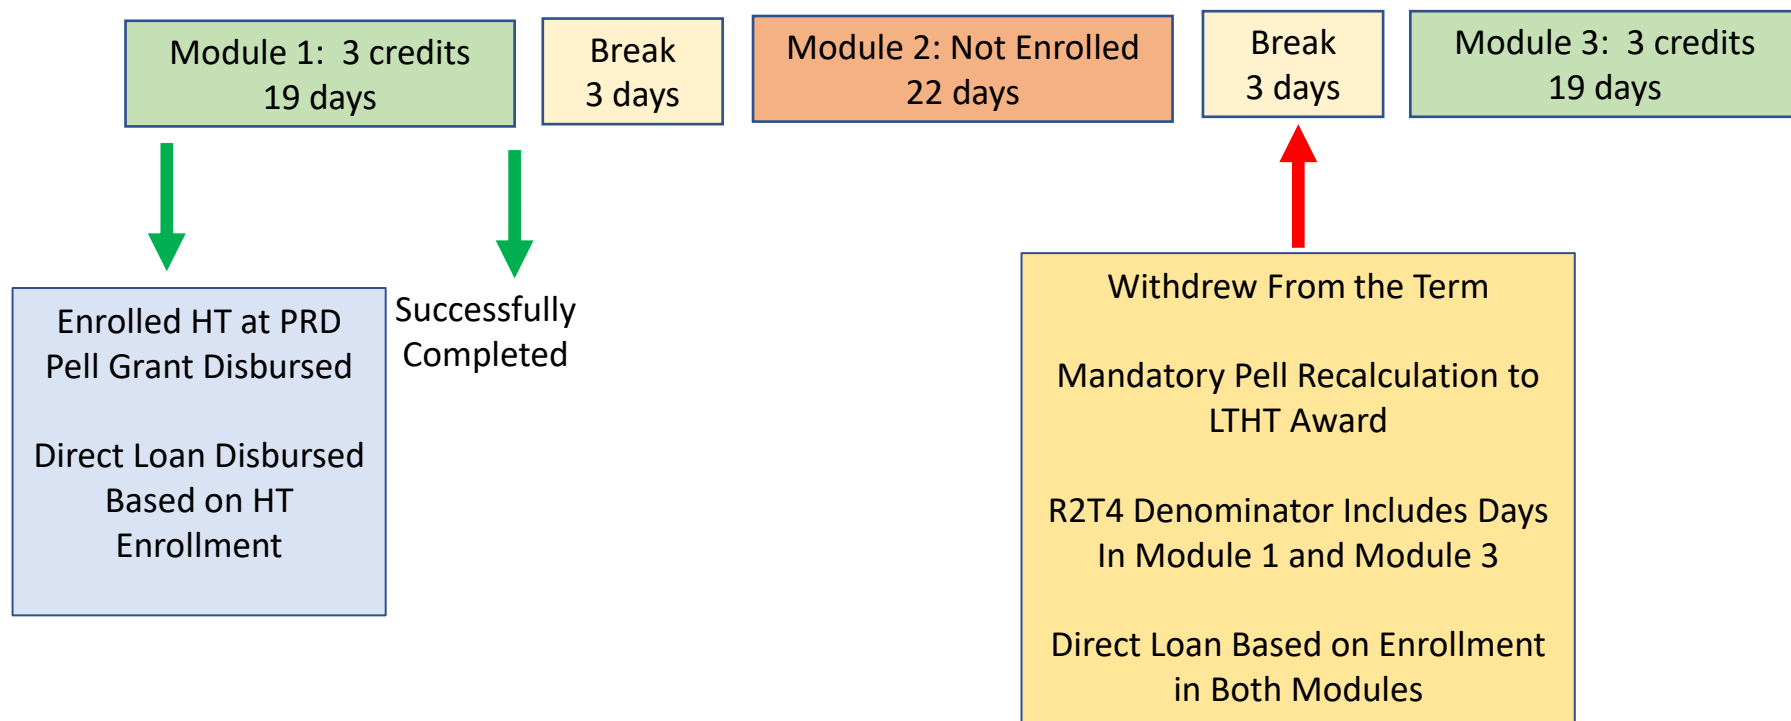 Module 1:  3 credits
19 days
Break
3 days
Module 2: Not Enrolled
22 days
Break
3 days
Module 3:  3 credits
19 days
Enrolled HT at PRD
Pell Grant Disbursed
Direct Loan Disbursed
Based on HT
Enrollment
Successfully
Completed
Withdrew From the Term
Mandatory Pell Recalculation to
LTHT Award
R2T4 Denominator Includes Days
In Module 1 and Module 3
Direct Loan Based on Enrollment
in Both Modules